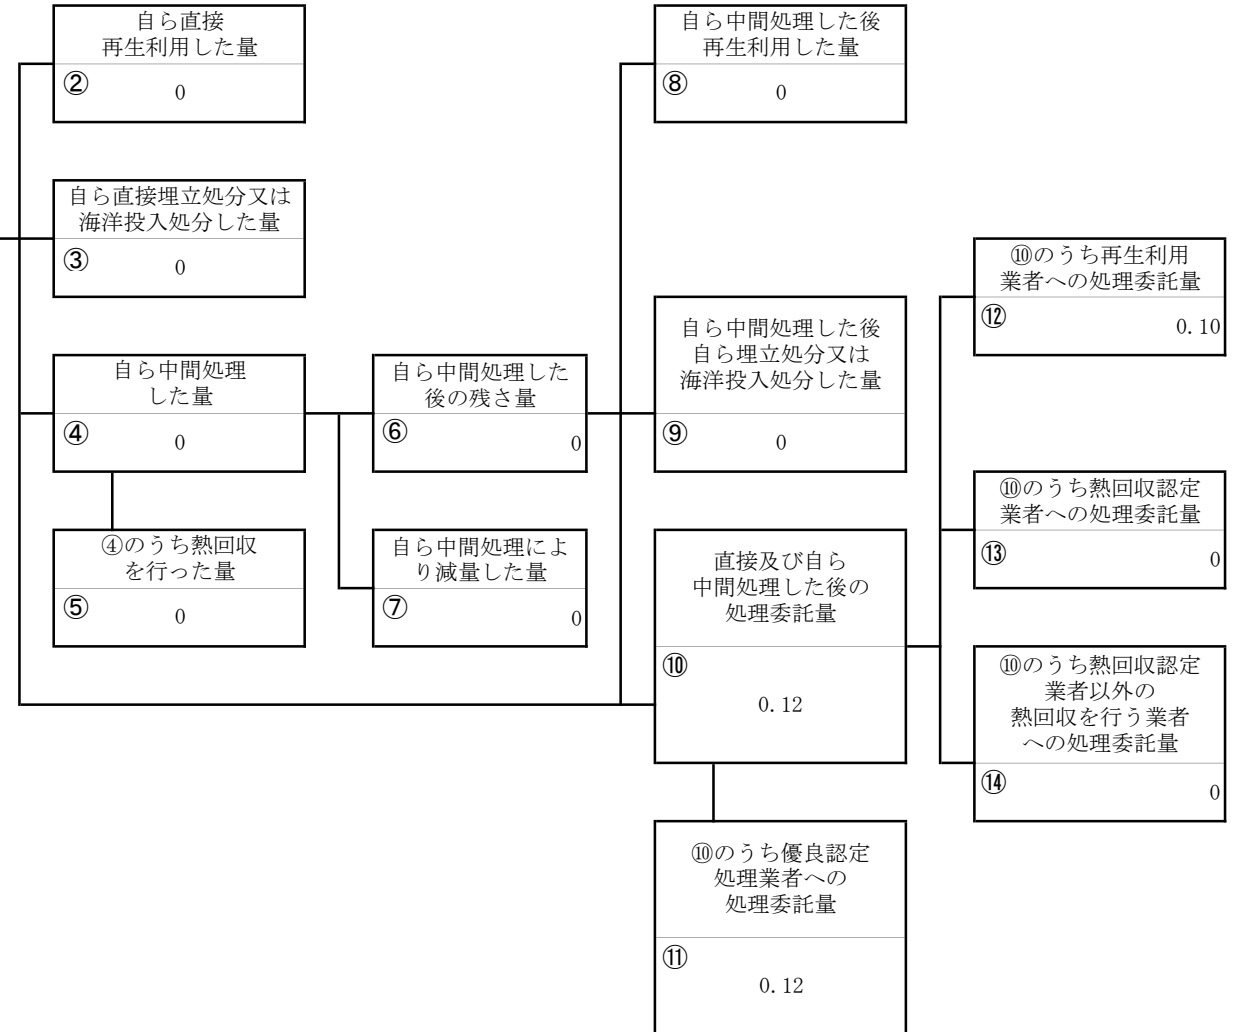 自ら直接
再生利用した量
②
0
自ら直接埋立処分又は
海洋投入処分した量
③
0
自ら中間処理
した量
④
0
④のうち熱回収
を行った量
⑤
0
自ら中間処理した
後の残さ量
⑥
0
自ら中間処理によ
り減量した量
⑦
0
自ら中間処理した後
再生利用した量
⑧
0
自ら中間処理した後
自ら埋立処分又は
海洋投入処分した量
⑨
0
直接及び自ら
中間処理した後の
処理委託量
⑩
0.12
⑩のうち優良認定
処理業者への
処理委託量
⑪
0.12
⑩のうち再生利用
業者への処理委託量
⑫
0.10
⑩のうち熱回収認定
業者への処理委託量
⑬
0
⑩のうち熱回収認定
業者以外の
熱回収を行う業者
への処理委託量
⑭
0